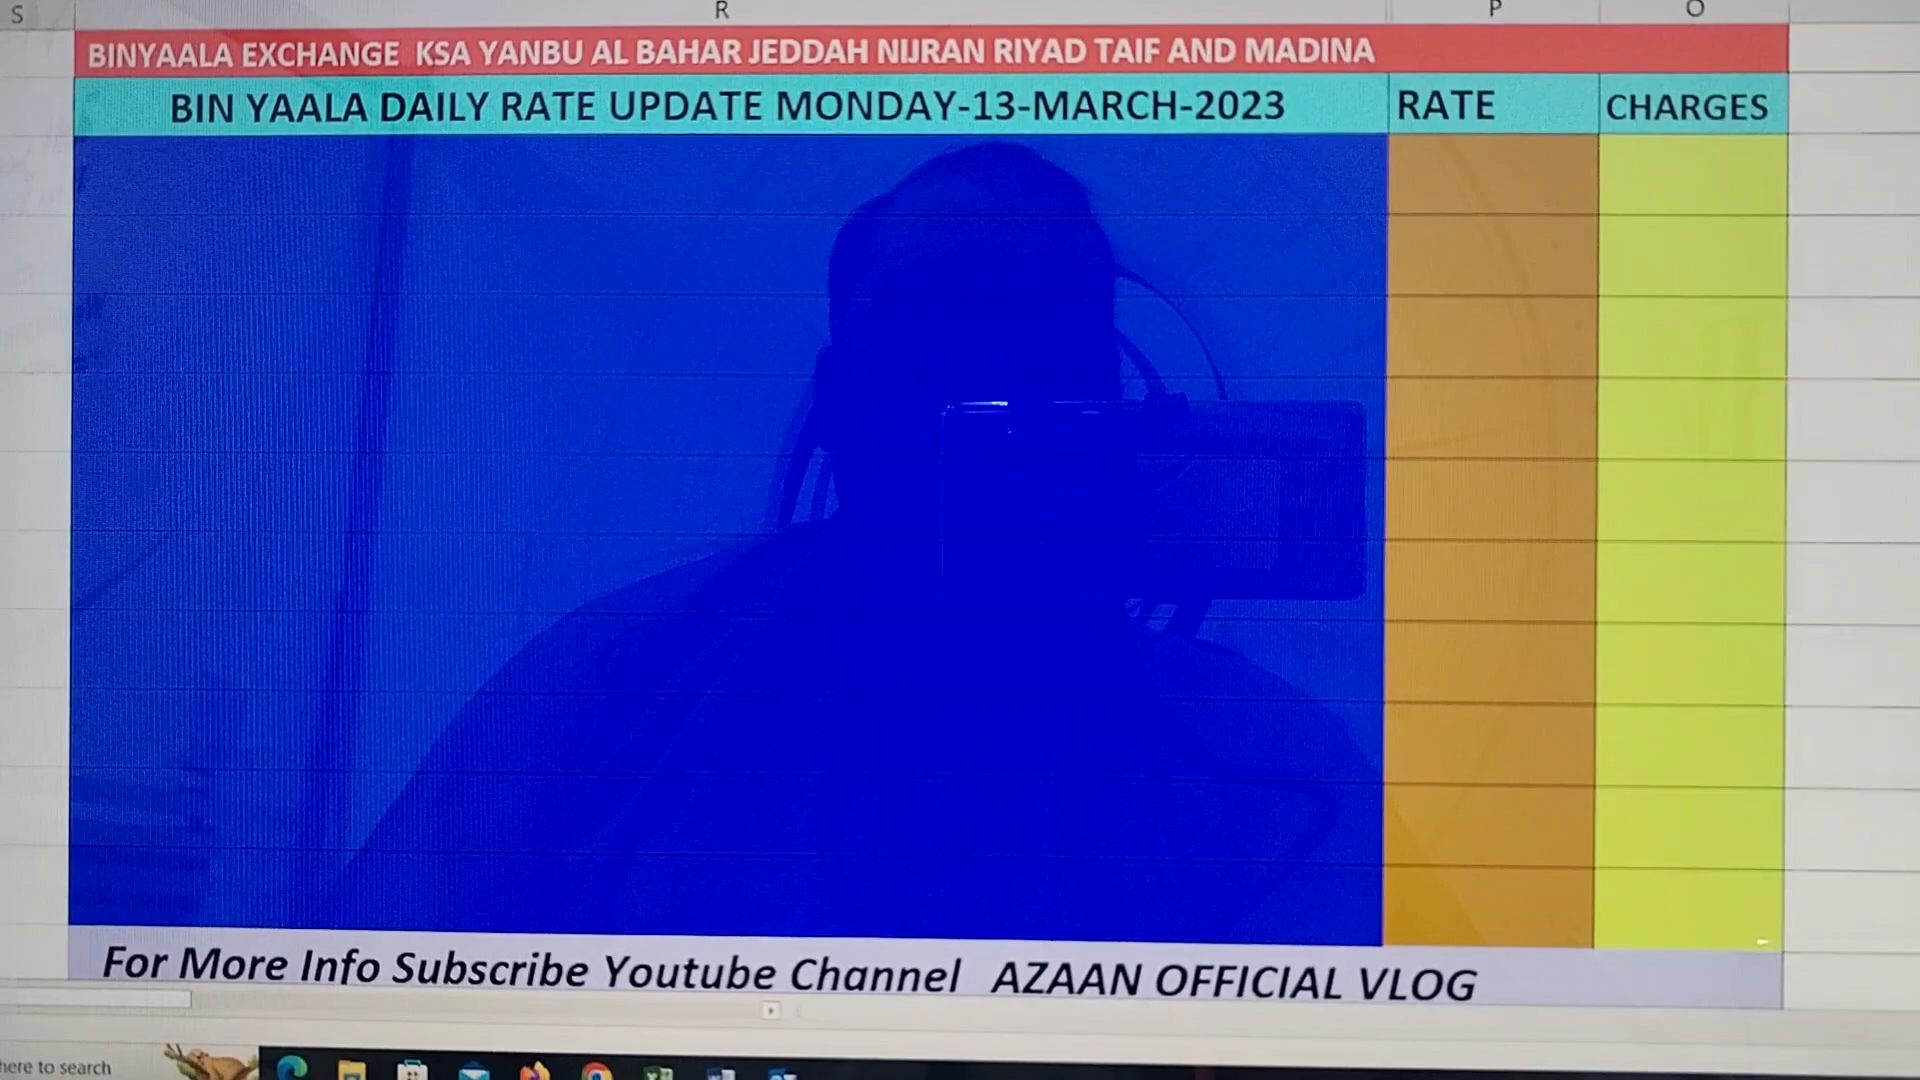 S R P O
BINYAALA EXCHANGE KSA YANBU AL BAHAR JEDDAH NIJRAN RIYAD TAIF AND MADINA
BIN YAALA DAILY RATE UPDATE MONDAY-13-MARCH-2023 RATE CHARGES
For More Info Subscribe Youtube Channel AZAAN OFFICIAL VLOG
here to search